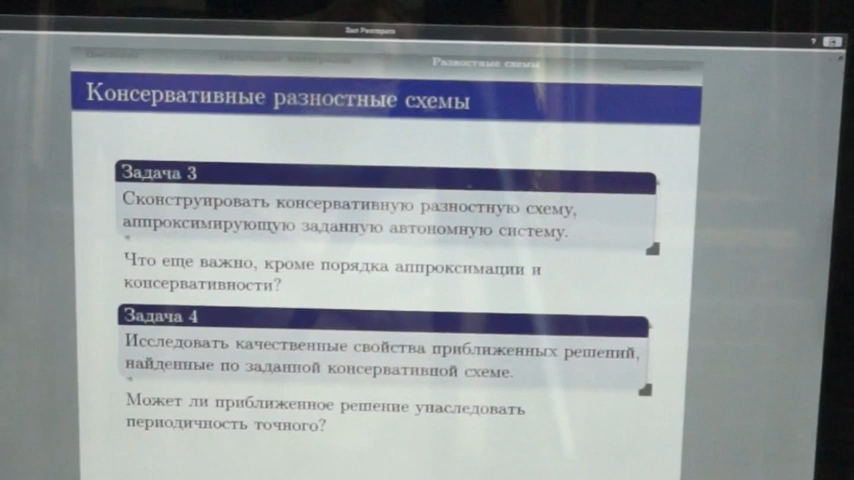 Зал Рихтера
Разностные схемы
Консервативные разностные схемы
Задача 3
Сконструировать консервативную разностную схему,
аппроксимирующую заданную автономную систему.
Что еще важно, кроме порядка аппроксимации и
консервативности?
Задача 4
Исследовать качественные свойства приближенных решений,
найденные по заданной консервативной схеме.
Может ли приближенное решение унаследовать
периодичность точного?